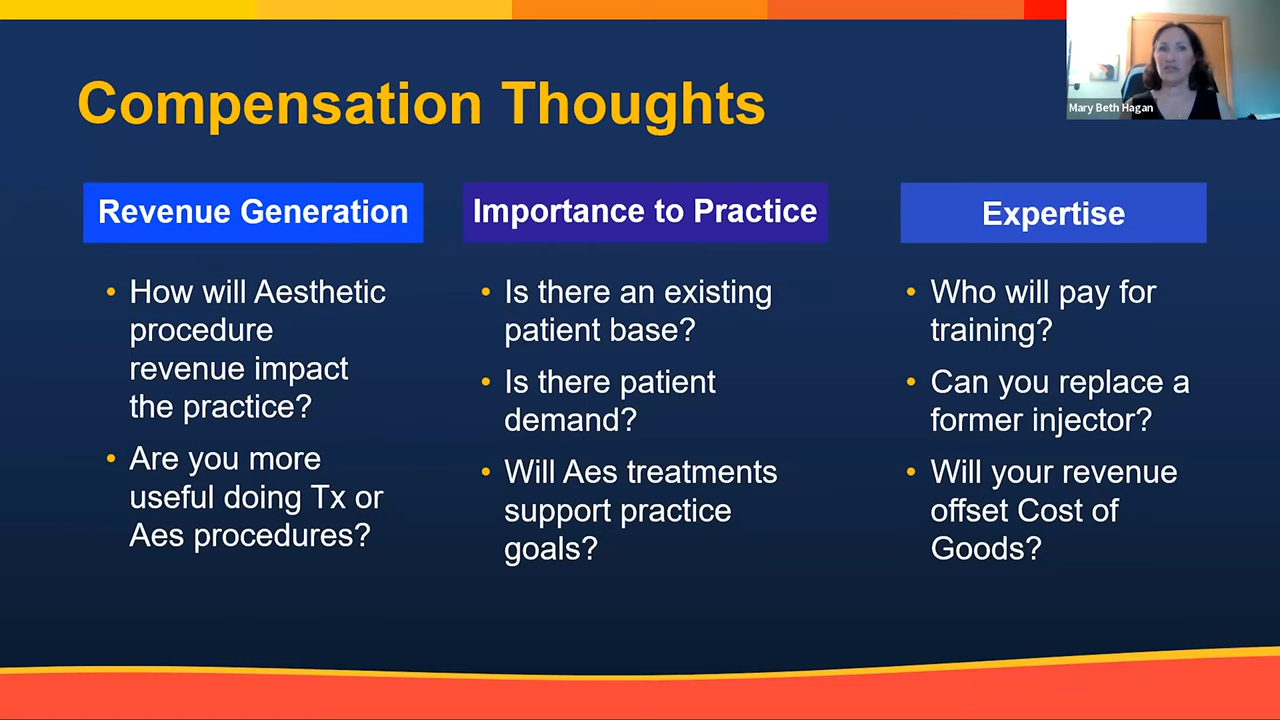 Compensation Thoughts
Mary Beth Hagan
Revenue Generation
• How will Aesthetic
procedure
revenue impact
the practice?
• Are you more
useful doing Tx or
Aes procedures?
Importance to Practice
• Is there an existing
patient base?
• Is there patient
demand?
• Will Aes treatments
support practice
goals?
Expertise
• Who will pay for
training?
• Can you replace a
former injector?
• Will your revenue
offset Cost of
Goods?